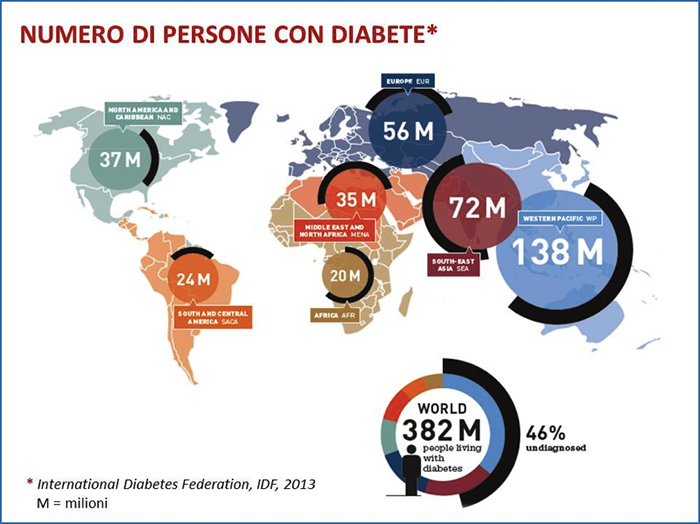 NUMERO DI PERSONE CON DIABETE*
EUROPE EUR
56 M
NORTH AMERICA AND
CARIBBEAN NAC
37 M
35 M
MIDDLE EAST AND
NORTH AFRICA MENA
72 M
SOUTH-EAST
ASIA SEA
WESTERN PACIFIC WP
138 M
24 M
SOUTH AND CENTRAL
AMERICA SACA
20 M
AFRICA AFR
WORLD
382 M
people living
with
diabetes
46%
undiagnosed
* International Diabetes Federation, IDF, 2013
M = milioni